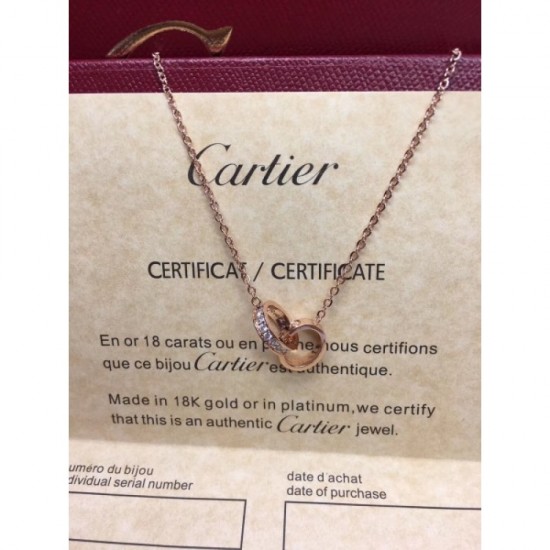 Cartier
CERTIFICAT / CERTIFICATE
En or 18 carats ou en nous certifions
que ce bijou Cartier est authentique.
Made in 18K gold or in platinum, we certify
that this is an authentic Cartier jewel.
uméro du bijou
dividual serial number
date d achat
date of purchase